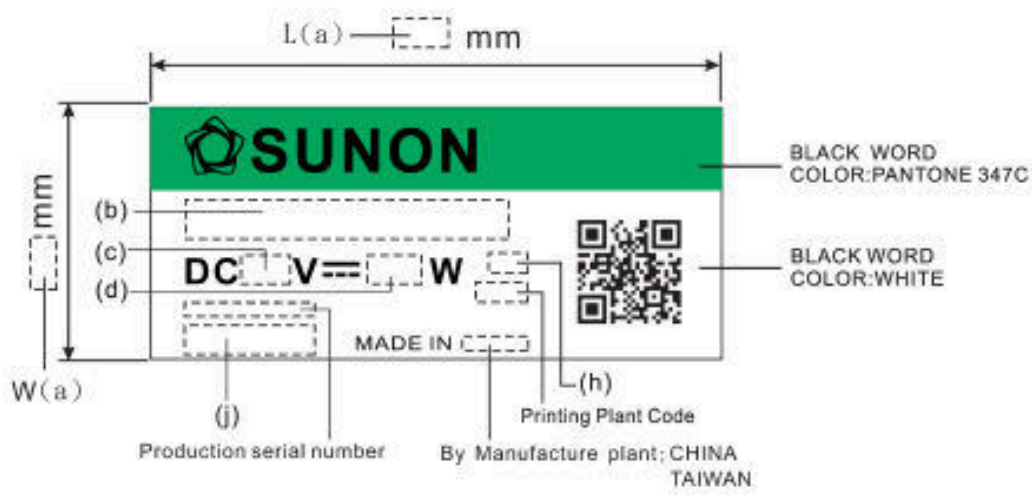 L(a) mm
SUNON
BLACK WORD
COLOR:PANTONE 347C
mm
(b)
(c)
DC V W
(d)
BLACK WORD
COLOR:WHITE
MADE IN
W(a)
(j)
(h)
Printing Plant Code
Production serial number
By Manufacture plant; CHINA
TAIWAN